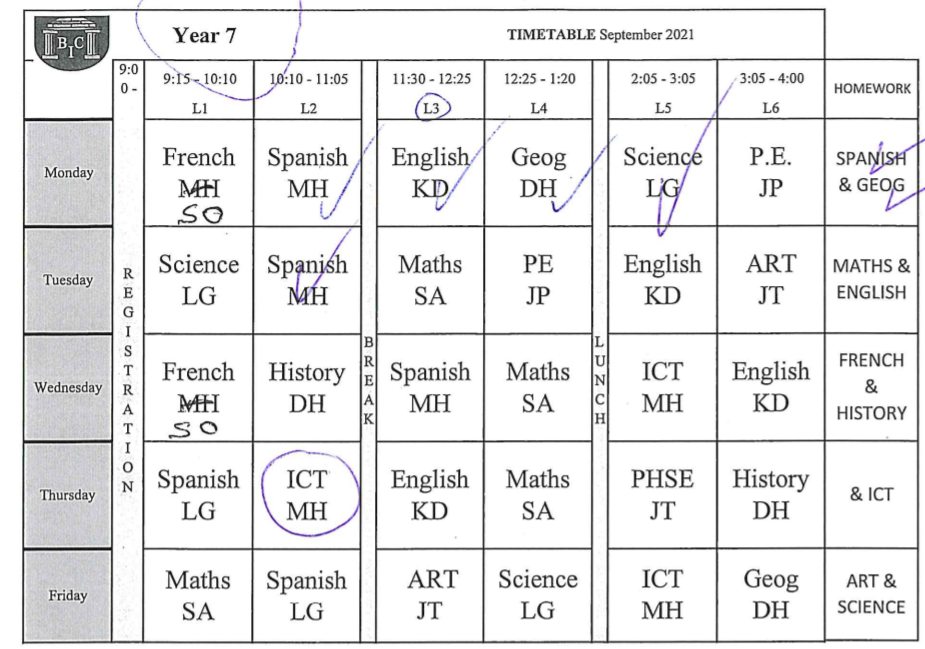 BIC
Year 7
TIMETABLE September 2021
9:00 -
9:15 - 10:10
10:10 - 11:05
11:30 - 12:25
12:25 - 1:20
2:05 - 3:05
3:05 - 4:00
HOMEWORK
L1
L2
L3
L4
L5
L6
REGISTRATION
BREAK
LUNCH
Monday
French
MH
SO
Spanish
MH
English
KD
Geog
DH
Science
LG
P.E.
JP
SPANISH
& GEOG
Tuesday
Science
LG
Spanish
MH
Maths
SA
PE
JP
English
KD
ART
JT
MATHS &
ENGLISH
Wednesday
French
MH
SO
History
DH
Spanish
MH
Maths
SA
ICT
MH
English
KD
FRENCH
&
HISTORY
Thursday
Spanish
LG
ICT
MH
English
KD
Maths
SA
PHSE
JT
History
DH
& ICT
Friday
Maths
SA
Spanish
LG
ART
JT
Science
LG
ICT
MH
Geog
DH
ART &
SCIENCE